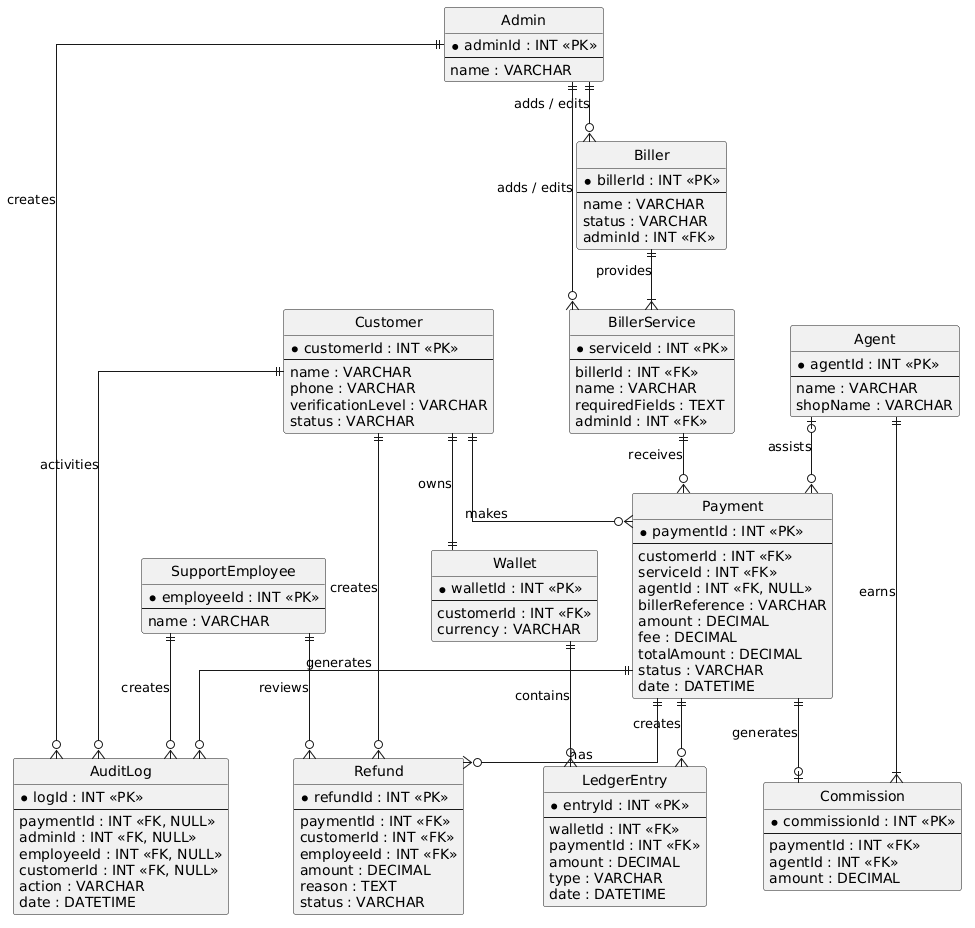 Admin
adminId : INT «PK»
name : VARCHAR
adds / edits
creates
adds / edits
Biller
billerId : INT «PK»
name : VARCHAR
status : VARCHAR
adminId : INT «FK»
provides
Customer
customerId : INT «PK»
name : VARCHAR
phone : VARCHAR
verificationLevel : VARCHAR
status : VARCHAR
BillerService
serviceId : INT «PK»
billerId : INT «FK»
name : VARCHAR
requiredFields : TEXT
adminId : INT «FK»
Agent
agentId : INT «PK»
name : VARCHAR
shopName : VARCHAR
activities
owns
receives
assists
makes
Payment
paymentId : INT «PK»
customerId : INT «FK»
serviceId : INT «FK»
agentId : INT «FK, NULL»
billerReference : VARCHAR
amount : DECIMAL
fee : DECIMAL
totalAmount : DECIMAL
status : VARCHAR
date : DATETIME
SupportEmployee
employeeId : INT «PK»
name : VARCHAR
creates
Wallet
walletId : INT «PK»
customerId : INT «FK»
currency : VARCHAR
earns
generates
creates
reviews
contains
creates
generates
has
AuditLog
logId : INT «PK»
paymentId : INT «FK, NULL»
adminId : INT «FK, NULL»
employeeId : INT «FK, NULL»
customerId : INT «FK, NULL»
action : VARCHAR
date : DATETIME
Refund
refundId : INT «PK»
paymentId : INT «FK»
customerId : INT «FK»
employeeId : INT «FK»
amount : DECIMAL
reason : TEXT
status : VARCHAR
LedgerEntry
entryId : INT «PK»
walletId : INT «FK»
paymentId : INT «FK»
amount : DECIMAL
type : VARCHAR
date : DATETIME
Commission
commissionId : INT «PK»
paymentId : INT «FK»
agentId : INT «FK»
amount : DECIMAL